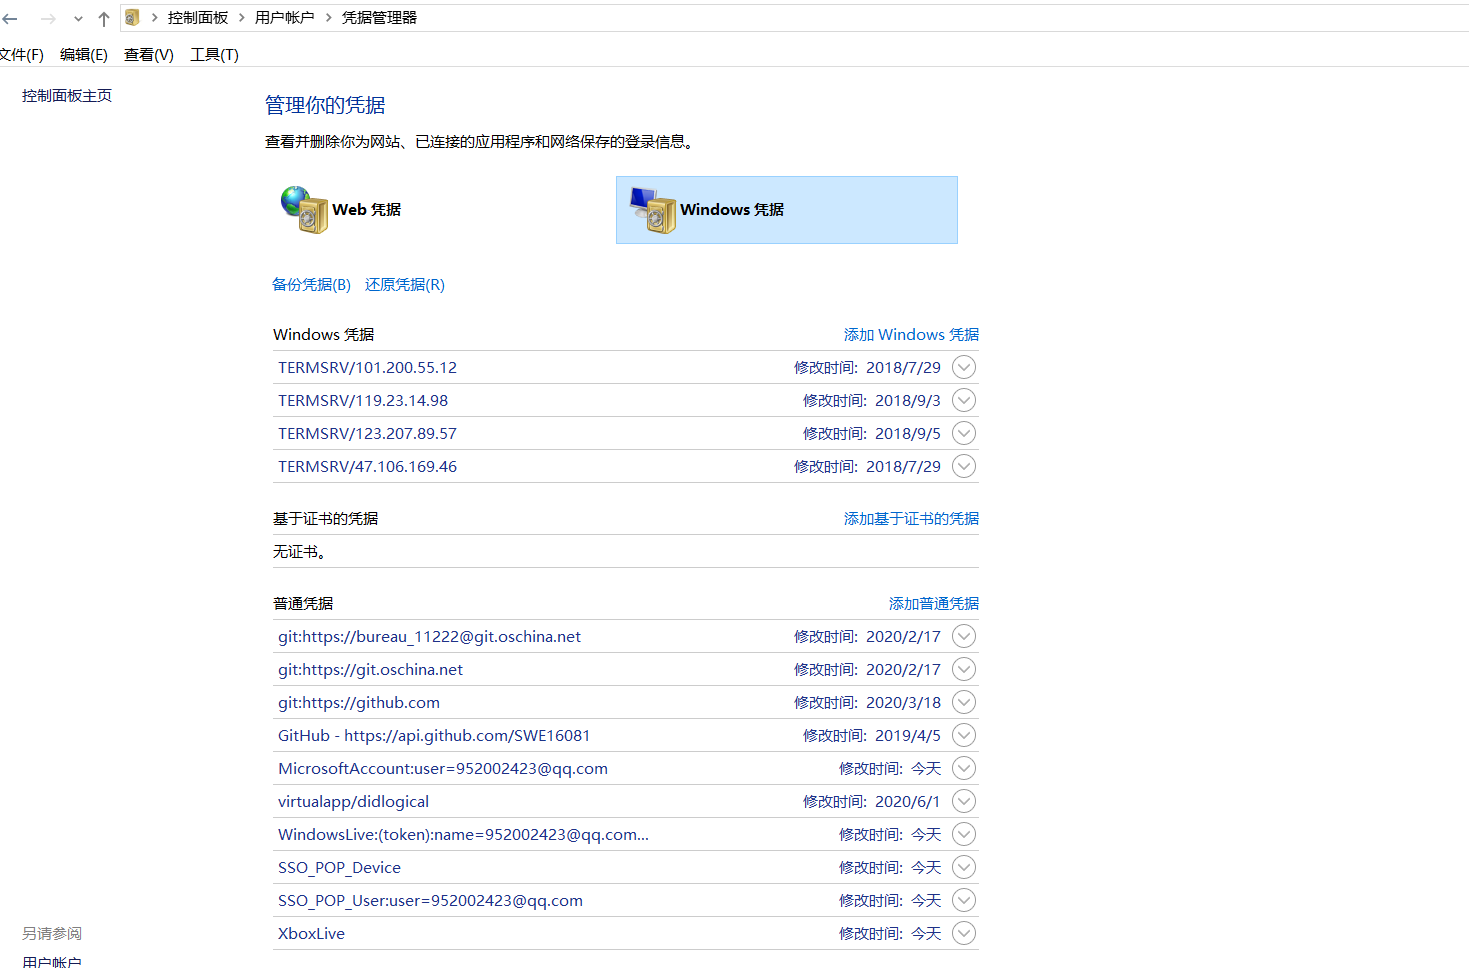 控制面板 用户帐户 凭据管理器
文件(F) 编辑(E) 查看(V) 工具(T)
控制面板主页
管理你的凭据
查看并删除你为网站、已连接的应用程序和网络保存的登录信息。
Web 凭据 Windows 凭据
备份凭据(B) 还原凭据(R)
Windows 凭据 添加 Windows 凭据
TERMSRV/101.200.55.12 修改时间: 2018/7/29
TERMSRV/119.23.14.98 修改时间: 2018/9/3
TERMSRV/123.207.89.57 修改时间: 2018/9/5
TERMSRV/47.106.169.46 修改时间: 2018/7/29
基于证书的凭据 添加基于证书的凭据
无证书。
普通凭据 添加普通凭据
git:https://bureau_11222@git.oschina.net 修改时间: 2020/2/17
git:https://git.oschina.net 修改时间: 2020/2/17
git:https://github.com 修改时间: 2020/3/18
GitHub - https://api.github.com/SWE16081 修改时间: 2019/4/5
MicrosoftAccount:user=952002423@qq.com 修改时间: 今天
virtualapp/didlogical 修改时间: 2020/6/1
WindowsLive:(token):name=952002423@qq.com... 修改时间: 今天
SSO_POP_Device 修改时间: 今天
SSO_POP_User:user=952002423@qq.com 修改时间: 今天
XboxLive 修改时间: 今天
另请参阅
用户帐户